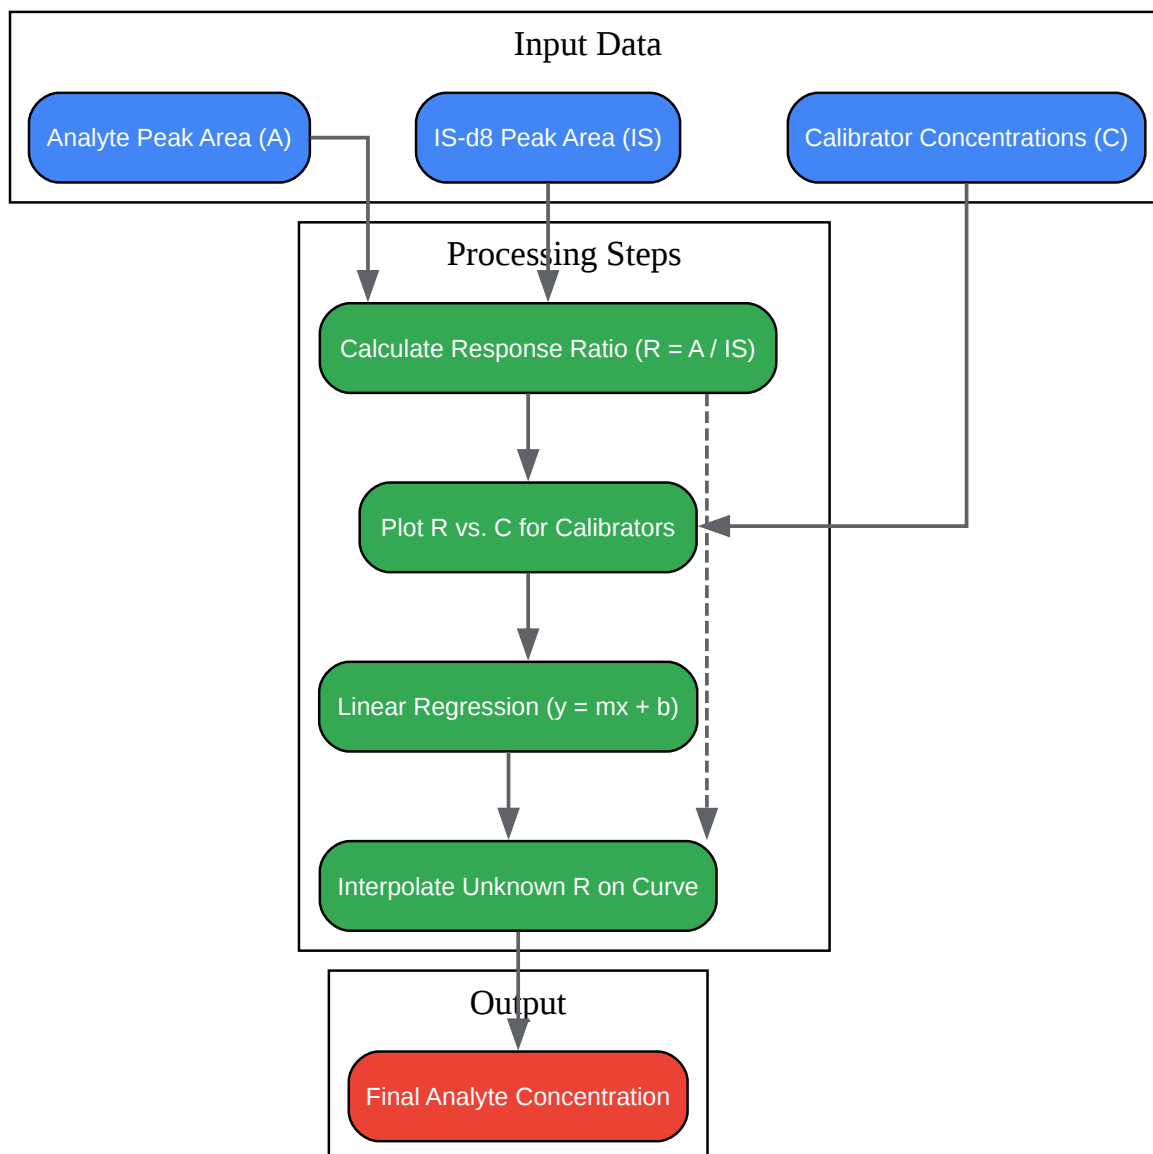 Input Data
Analyte Peak Area (A)
IS-d8 Peak Area (IS)
Calibrator Concentrations (C)
Processing Steps
Calculate Response Ratio (R = A / IS)
Plot R vs. C for Calibrators
Linear Regression (y = mx + b)
Interpolate Unknown R on Curve
Output
Final Analyte Concentration